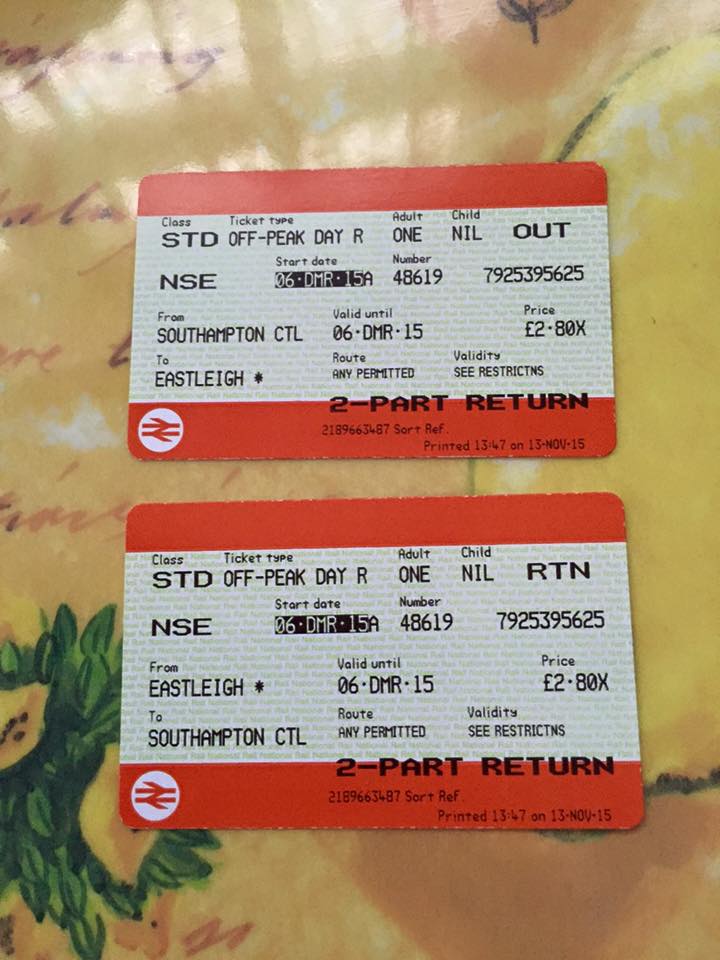 Class Ticket type Adult Child
STD OFF-PEAK DAY R ONE NIL OUT
Start date Number
NSE 06·DMR·15A 48619 7925395625
From Valid until Price
SOUTHAMPTON CTL 06·DMR·15 £2·80X
To Route Validity
EASTLEIGH * ANY PERMITTED SEE RESTRICTNS
2-PART RETURN
2189663487 Sort Ref.
Printed 13:47 on 13-NOV-15
Class Ticket type Adult Child
STD OFF-PEAK DAY R ONE NIL RTN
Start date Number
NSE 06·DMR·15A 48619 7925395625
From Valid until Price
EASTLEIGH * 06·DMR·15 £2·80X
To Route Validity
SOUTHAMPTON CTL ANY PERMITTED SEE RESTRICTNS
2-PART RETURN
2189663487 Sort Ref.
Printed 13:47 on 13-NOV-15